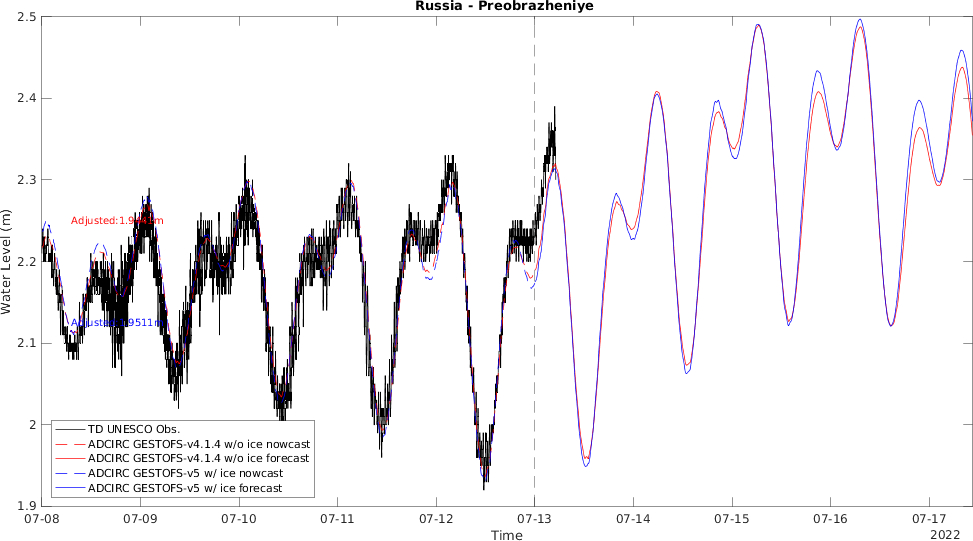 Russia - Preobrazheniye
Water Level (m)
2.5
2.4
2.3
2.2
2.1
2
1.9
Adjusted:
Adjusted:
TD UNESCO Obs.
ADCIRC GESTOFS-v4.1.4 w/o ice nowcast
ADCIRC GESTOFS-v4.1.4 w/o ice forecast
ADCIRC GESTOFS-v5 w/ ice nowcast
ADCIRC GESTOFS-v5 w/ ice forecast
07-08 07-09 07-10 07-11 07-12 07-13 07-14 07-15 07-16 07-17
Time
2022